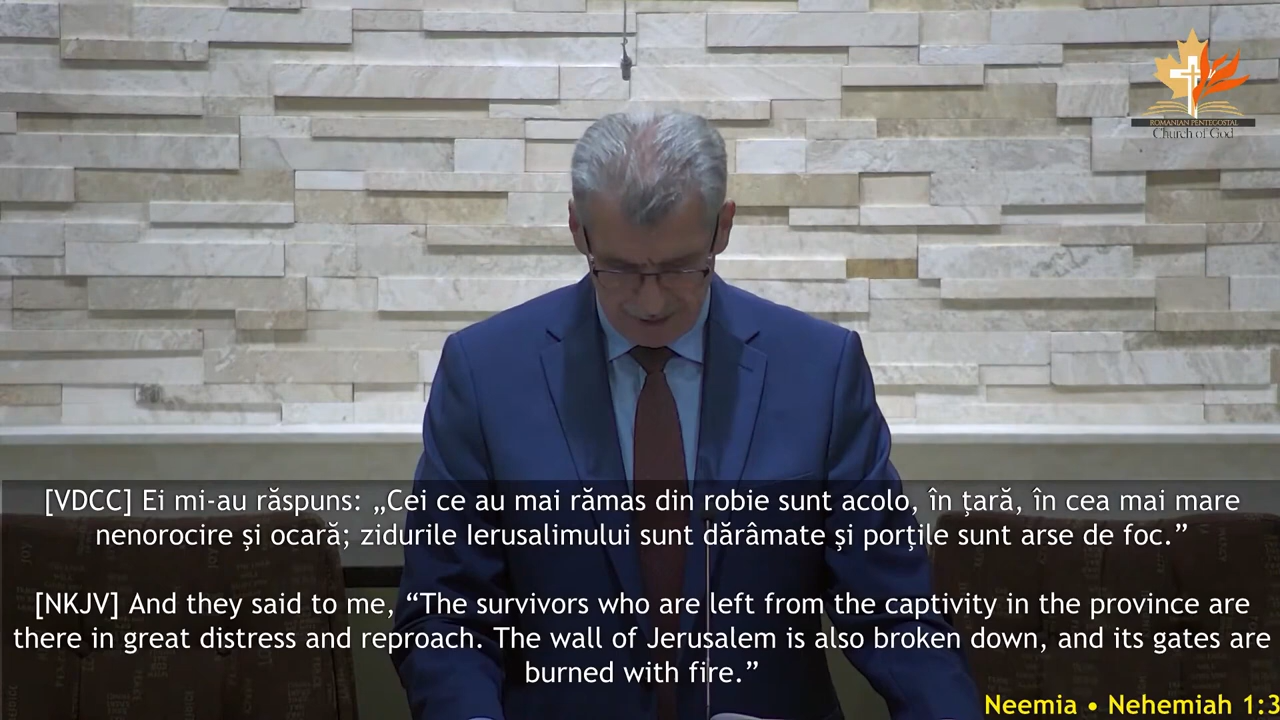 ROMANIAN PENTECOSTAL
Church of God
[VDCC] Ei mi-au răspuns: „Cei ce au mai rămas din robie sunt acolo, în ţară, în cea mai mare
nenorocire şi ocară; zidurile Ierusalimului sunt dărâmate şi porţile sunt arse de foc.”
[NKJV] And they said to me, “The survivors who are left from the captivity in the province are
there in great distress and reproach. The wall of Jerusalem is also broken down, and its gates are
burned with fire.”
Neemia • Nehemiah 1:3